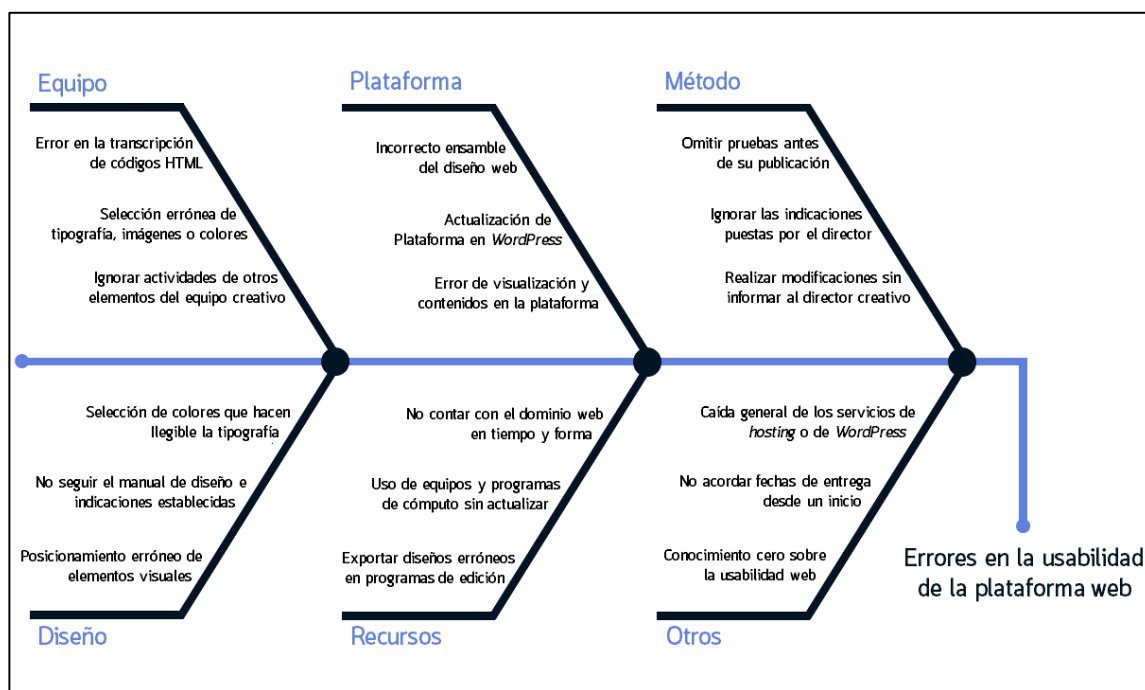 Equipo
Error en la transcripción
de códigos HTML
Selección errónea de
tipografía, imágenes o colores
Ignorar actividades de otros
elementos del equipo creativo
Plataforma
Incorrecto ensamble
del diseño web
Actualización de
Plataforma en WordPress
Error de visualización y
contenidos en la plataforma
Método
Omitir pruebas antes
de su publicación
Ignorar las indicaciones
puestas por el director
Realizar modificaciones sin
informar al director creativo
Selección de colores que hacen
llegible la tipografía
No seguir el manual de diseño e
indicaciones establecidas
Posicionamiento erróneo de
elementos visuales
Diseño
No contar con el dominio web
en tiempo y forma
Uso de equipos y programas
de cómputo sin actualizar
Exportar diseños erróneos
en programas de edición
Recursos
Caída general de los servicios de
hosting o de WordPress
No acordar fechas de entrega
desde un inicio
Conocimiento cero sobre
la usabilidad web
Otros
Errores en la usabilidad
de la plataforma web